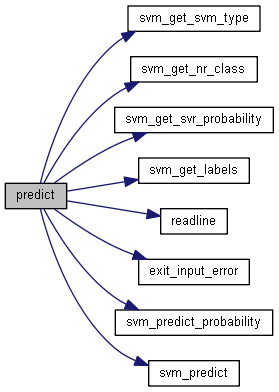 svm_get_svm_type
svm_get_nr_class
svm_get_svr_probability
svm_get_labels
predict
readline
exit_input_error
svm_predict_probability
svm_predict